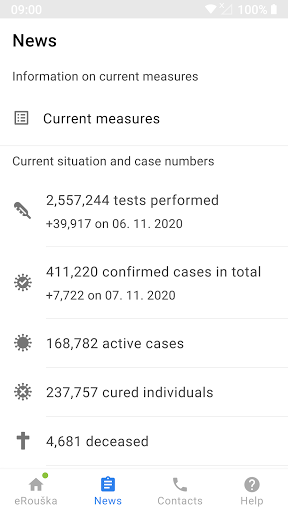 09:00
100%
News
Information on current measures
Current measures
Current situation and case numbers
2,557,244 tests performed
+39,917 on 06. 11. 2020
411,220 confirmed cases in total
+7,722 on 07. 11. 2020
168,782 active cases
237,757 cured individuals
4,681 deceased
eRouška
News
Contacts
Help